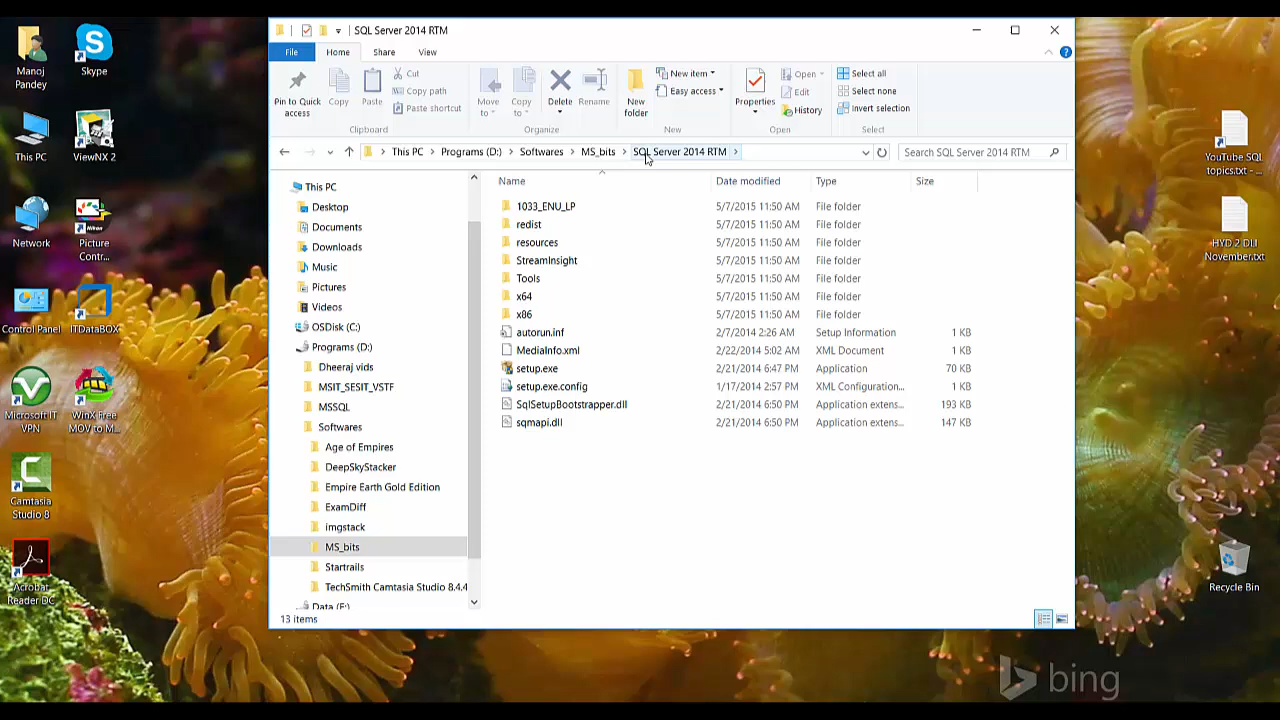 Manoj
Pandey
Skype
This PC
ViewNX 2
Network
Picture
Contr...
Control Panel
ITDataBOX
Microsoft IT
VPN
WinX Free
MOV to M...
Camtasia
Studio 8
Acrobat
Reader DC
SQL Server 2014 RTM
File
Home
Share
View
Pin to Quick
access
Copy
Paste
Cut
Copy path
Paste shortcut
Clipboard
Move
to
Copy
to
Delete
Rename
Organize
New
folder
New item
Easy access
New
Properties
Open
Edit
History
Open
Select all
Select none
Invert selection
Select
This PC > Programs (D:) > Softwares > MS_bits > SQL Server 2014 RTM >
Search SQL Server 2014 RTM
This PC
Desktop
Documents
Downloads
Music
Pictures
Videos
OSDisk (C:)
Programs (D:)
Dheeraj vids
MSIT_SESIT_VSTF
MSSQL
Softwares
Age of Empires
DeepSkyStacker
Empire Earth Gold Edition
ExamDiff
imgstack
MS_bits
Startrails
TechSmith Camtasia Studio 8.4.4
Data (E:)
Name Date modified Type Size
1033_ENU_LP 5/7/2015 11:50 AM File folder
redist 5/7/2015 11:50 AM File folder
resources 5/7/2015 11:50 AM File folder
StreamInsight 5/7/2015 11:50 AM File folder
Tools 5/7/2015 11:50 AM File folder
x64 5/7/2015 11:50 AM File folder
x86 5/7/2015 11:50 AM File folder
autorun.inf 2/7/2014 2:26 AM Setup Information 1 KB
MediaInfo.xml 2/22/2014 5:02 AM XML Document 1 KB
setup.exe 2/21/2014 6:47 PM Application 70 KB
setup.exe.config 1/17/2014 2:57 PM XML Configuration... 1 KB
SqlSetupBootstrapper.dll 2/21/2014 6:50 PM Application extens... 193 KB
sqmapi.dll 2/21/2014 6:50 PM Application extens... 147 KB
13 items
YouTube SQL
topics.txt - ...
HYD 2 DLI
November.txt
Recycle Bin
bing